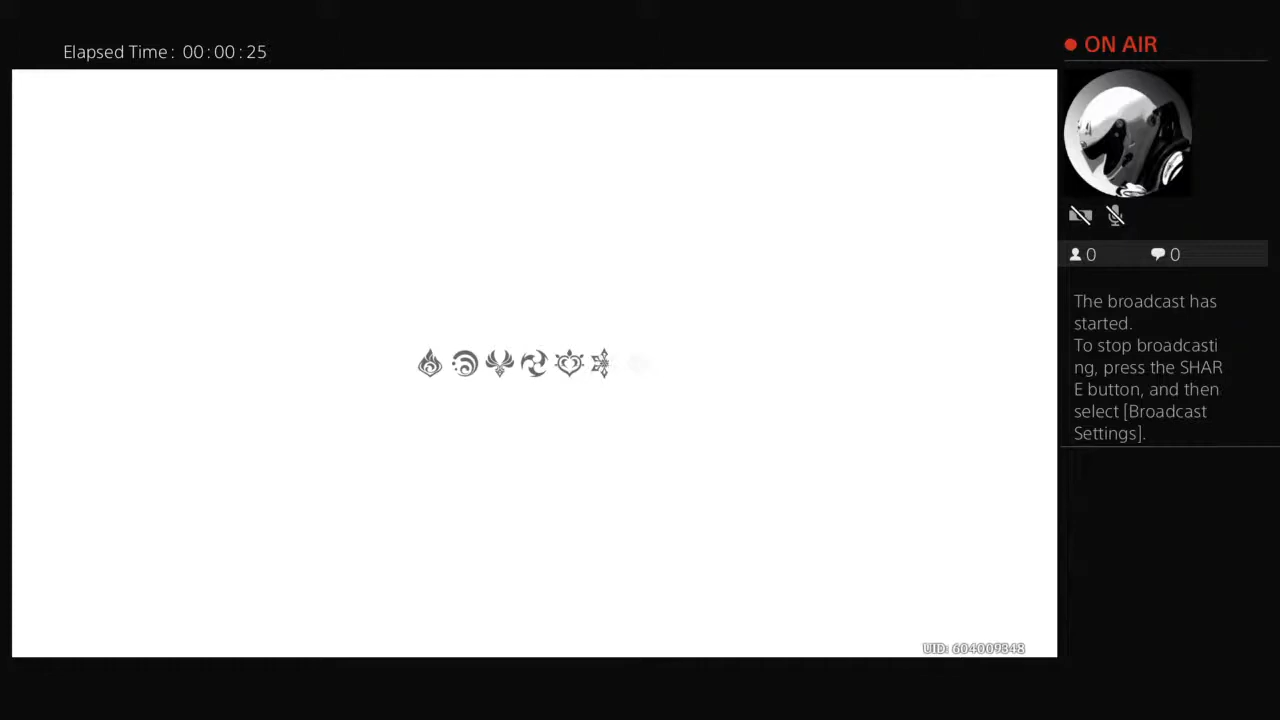 Elapsed Time: 00:00:25
ON AIR
0 0
The broadcast has
started.
To stop broadcasti
ng, press the SHAR
E button, and then
select [Broadcast
Settings].
UID: 604009348